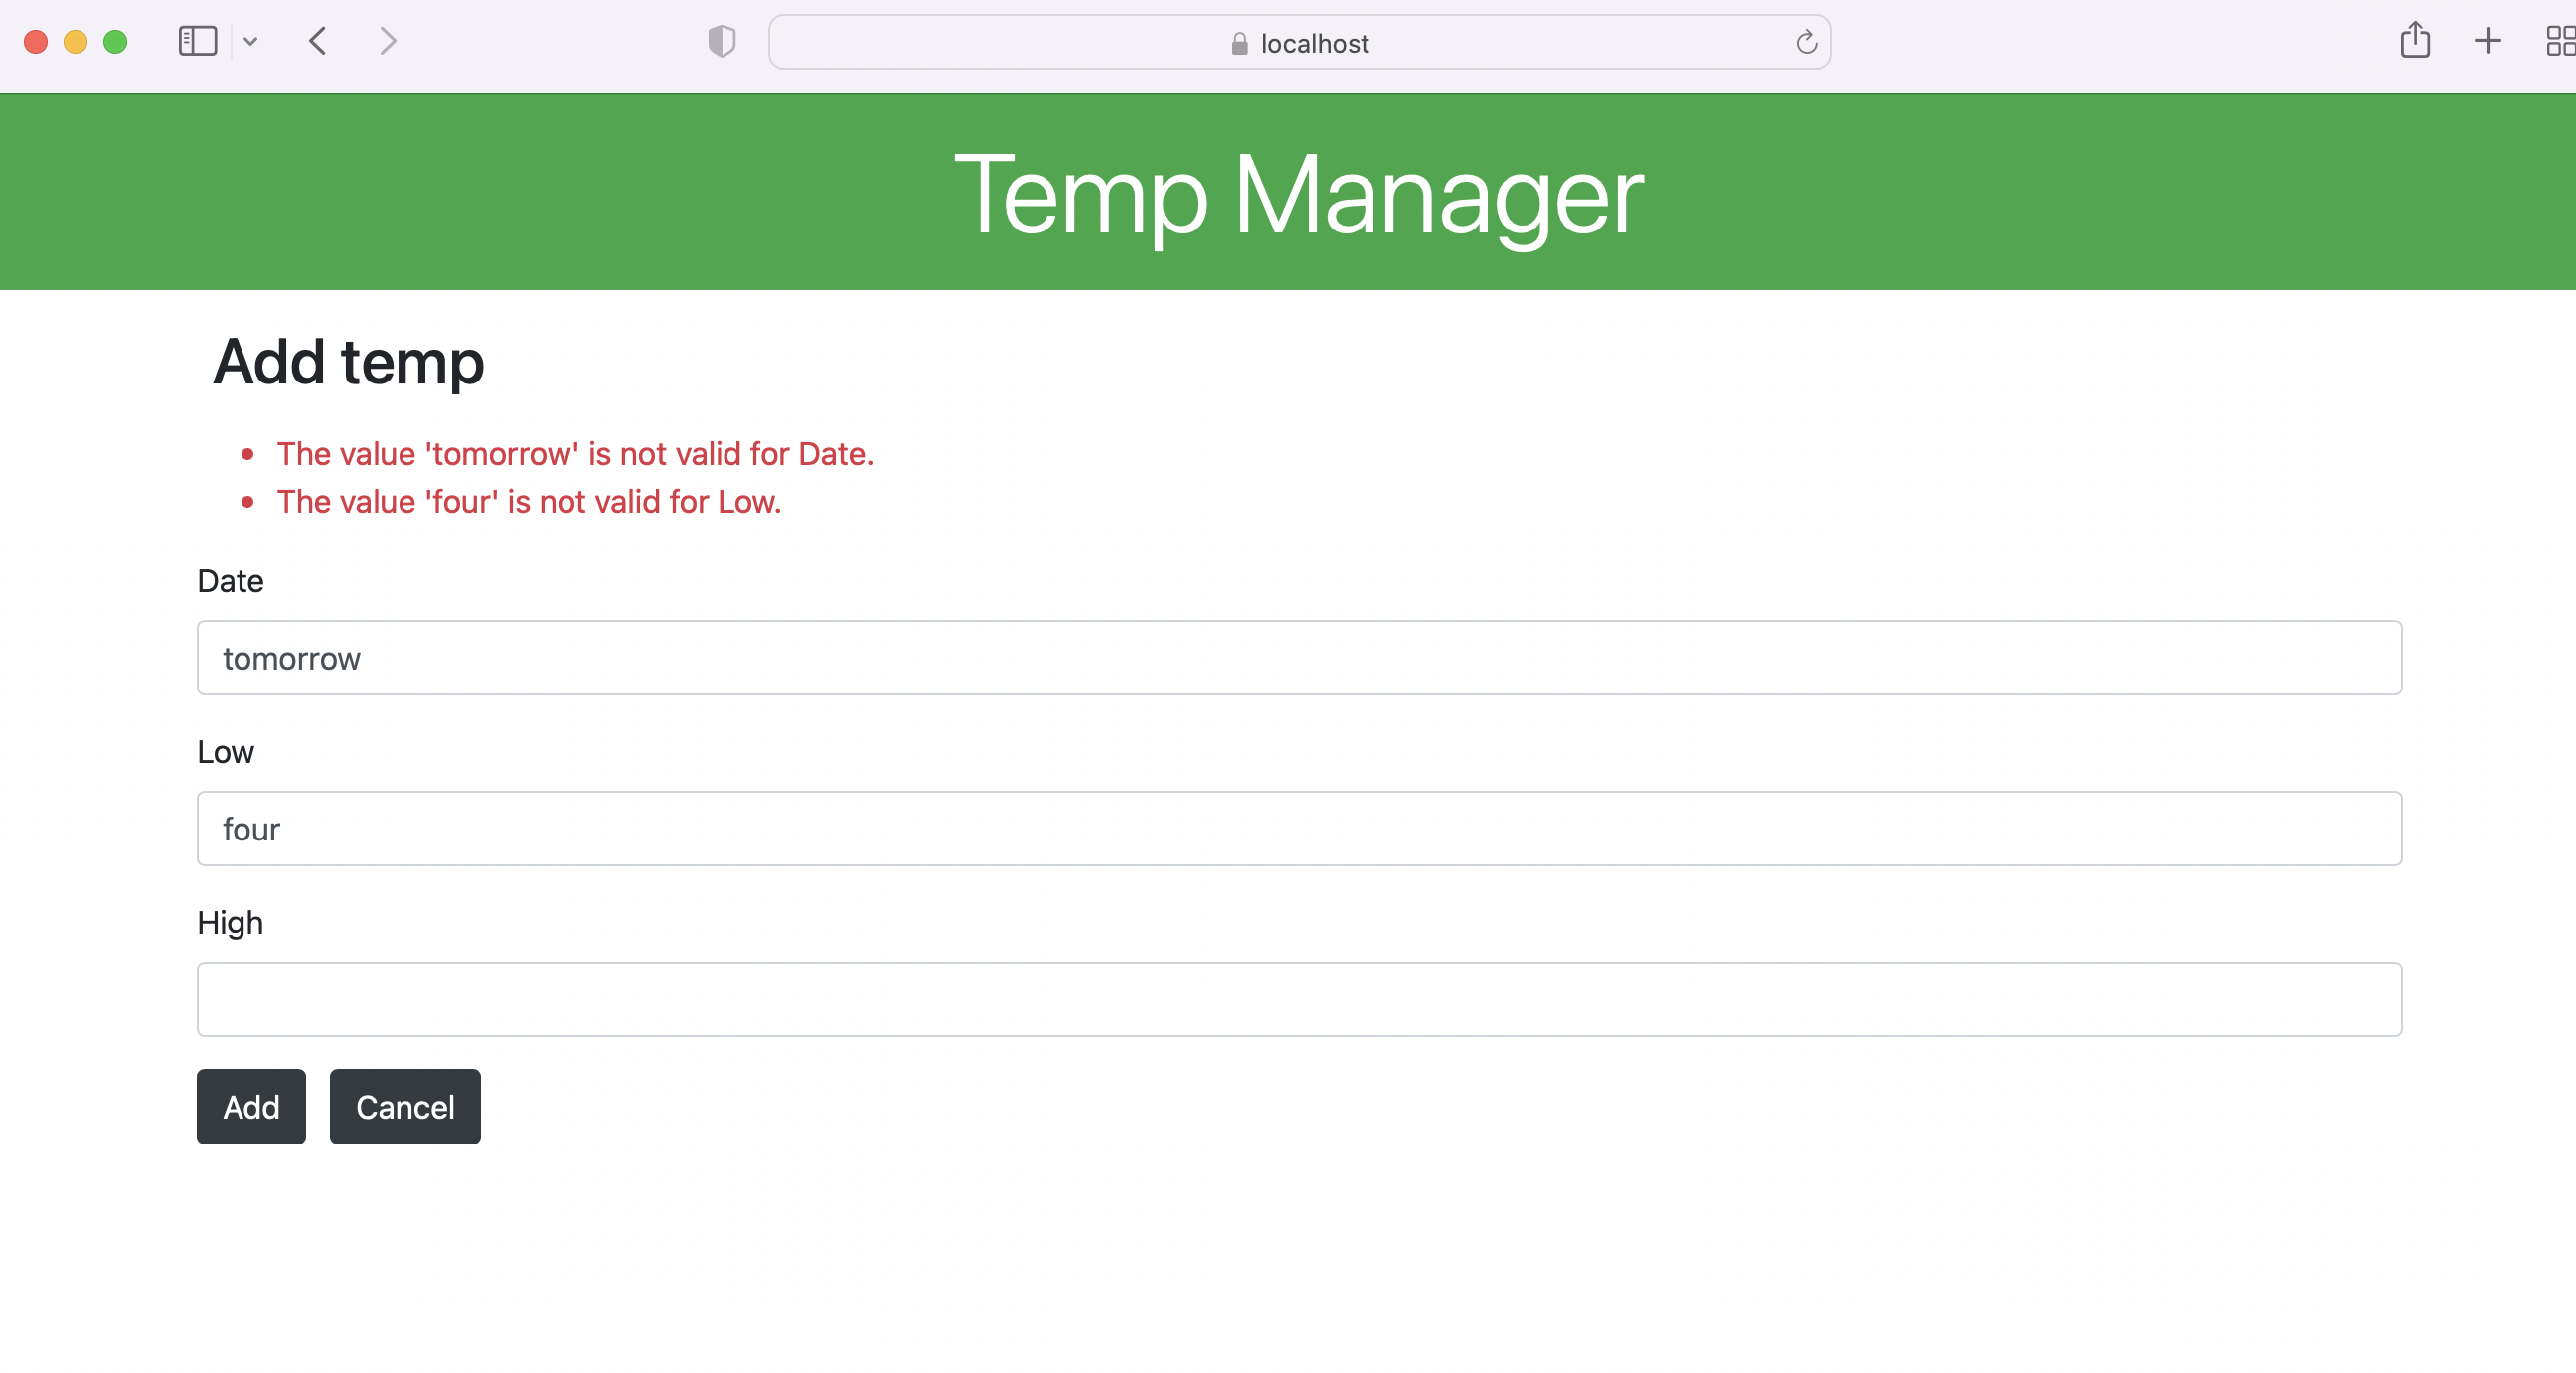 localhost
Temp Manager
Add temp
The value 'tomorrow' is not valid for Date.
The value 'four' is not valid for Low.
Date
tomorrow
Low
four
High
Add Cancel